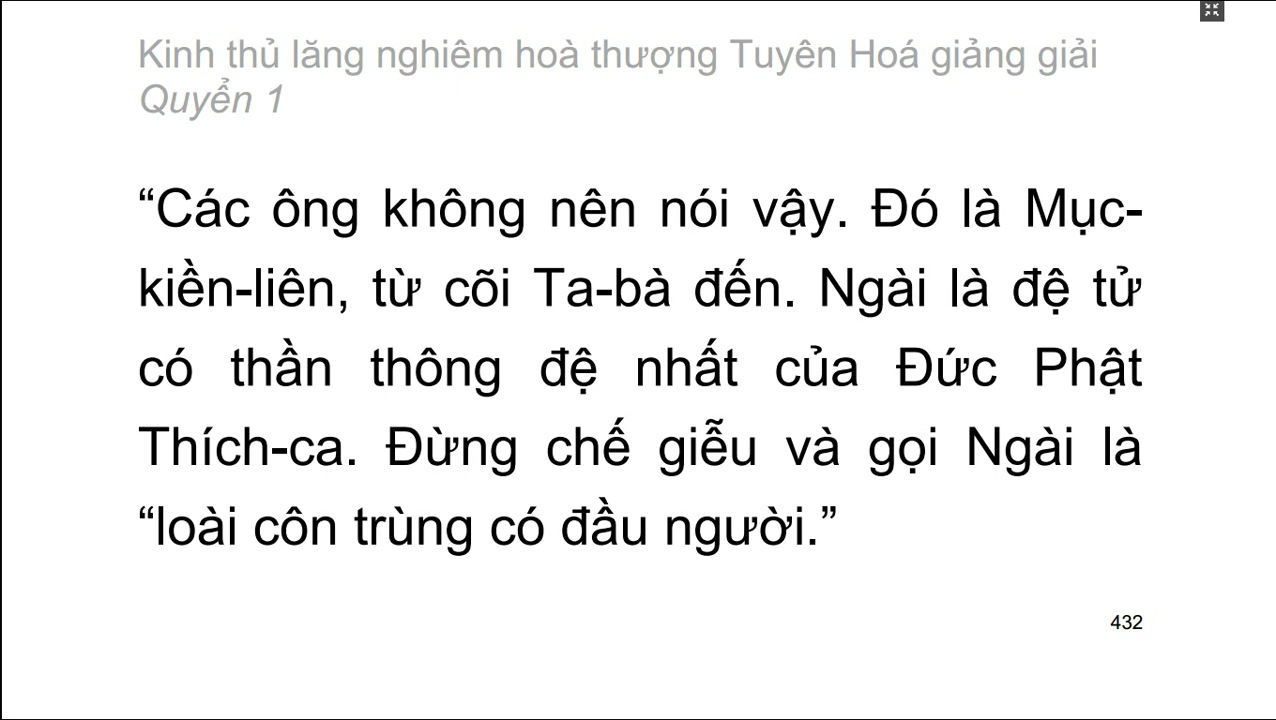 Kinh thủ lăng nghiêm hoà thượng Tuyên Hoá giảng giải
Quyển 1
“Các ông không nên nói vậy. Đó là Mục-
kiền-liên, từ cõi Ta-bà đến. Ngài là đệ tử
có thần thông đệ nhất của Đức Phật
Thích-ca. Đừng chế giễu và gọi Ngài là
“loài côn trùng có đầu người.”
432